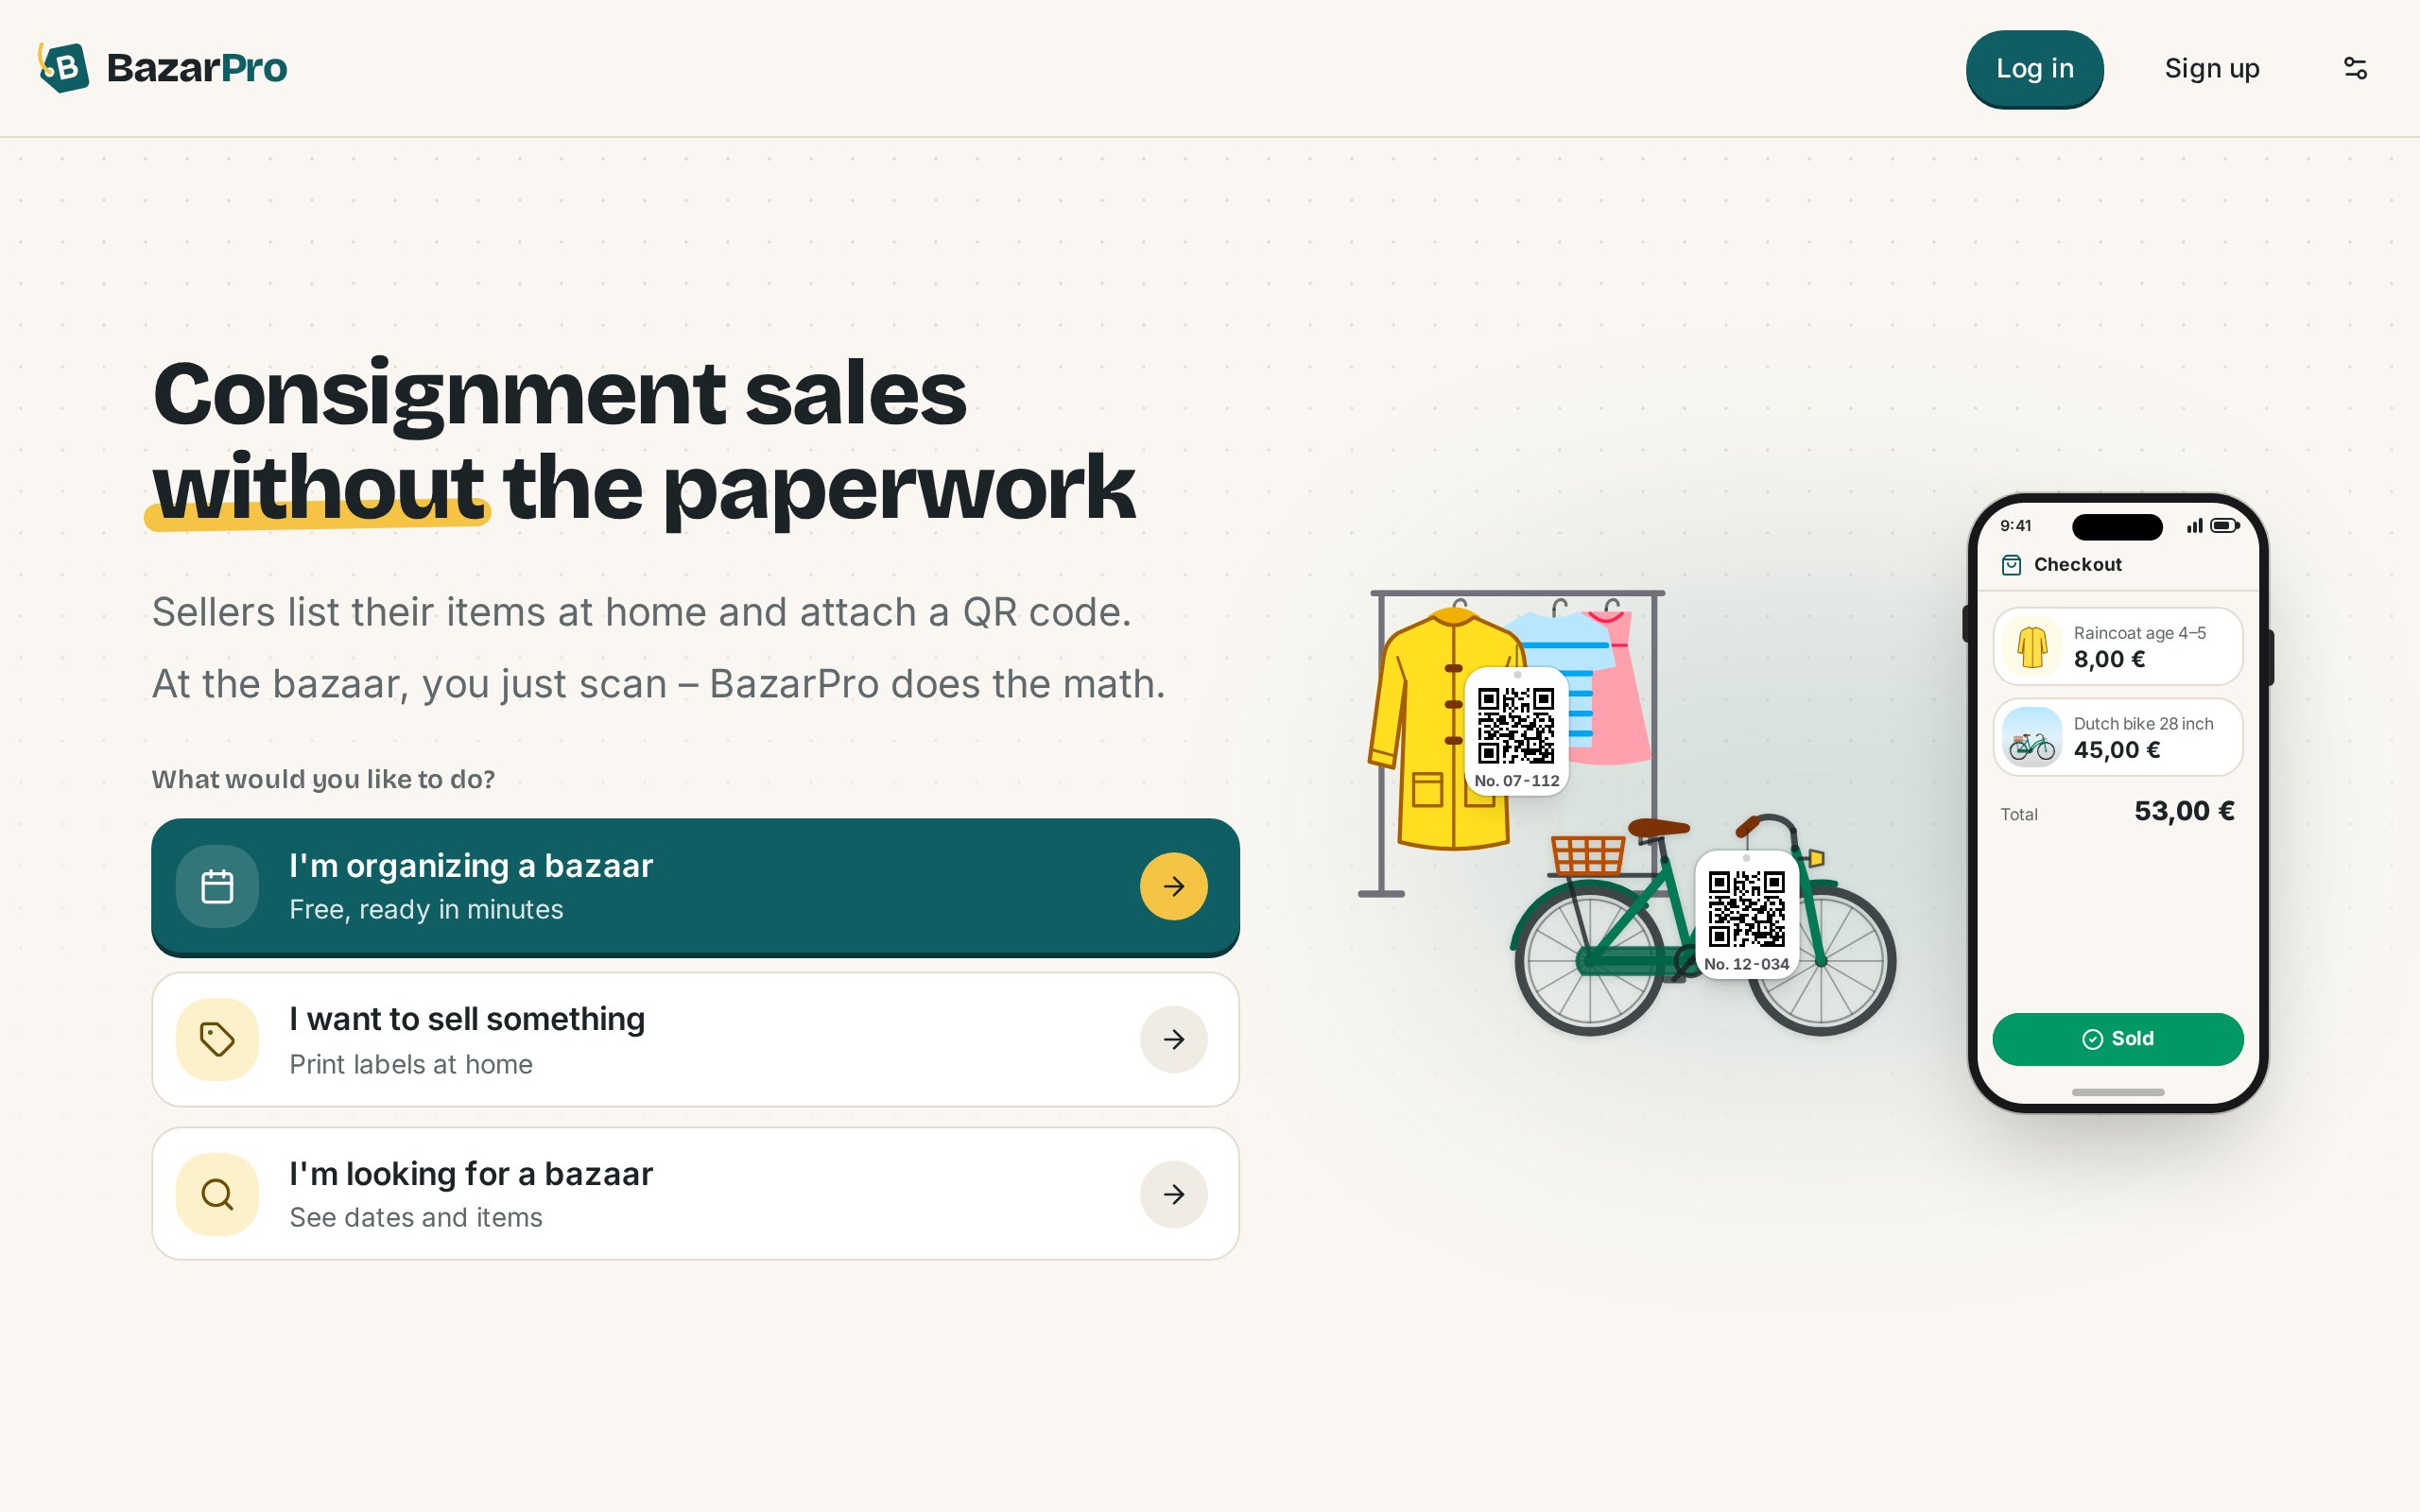 BazarPro
Log in
Sign up
Consignment sales
without the paperwork
Sellers list their items at home and attach a QR code.
At the bazaar, you just scan – BazarPro does the math.
What would you like to do?
I'm organizing a bazaar
Free, ready in minutes
I want to sell something
Print labels at home
I'm looking for a bazaar
See dates and items
No. 07-112
No. 12-034
9:41
Checkout
Raincoat age 4–5
8,00 €
Dutch bike 28 inch
45,00 €
Total 53,00 €
Sold